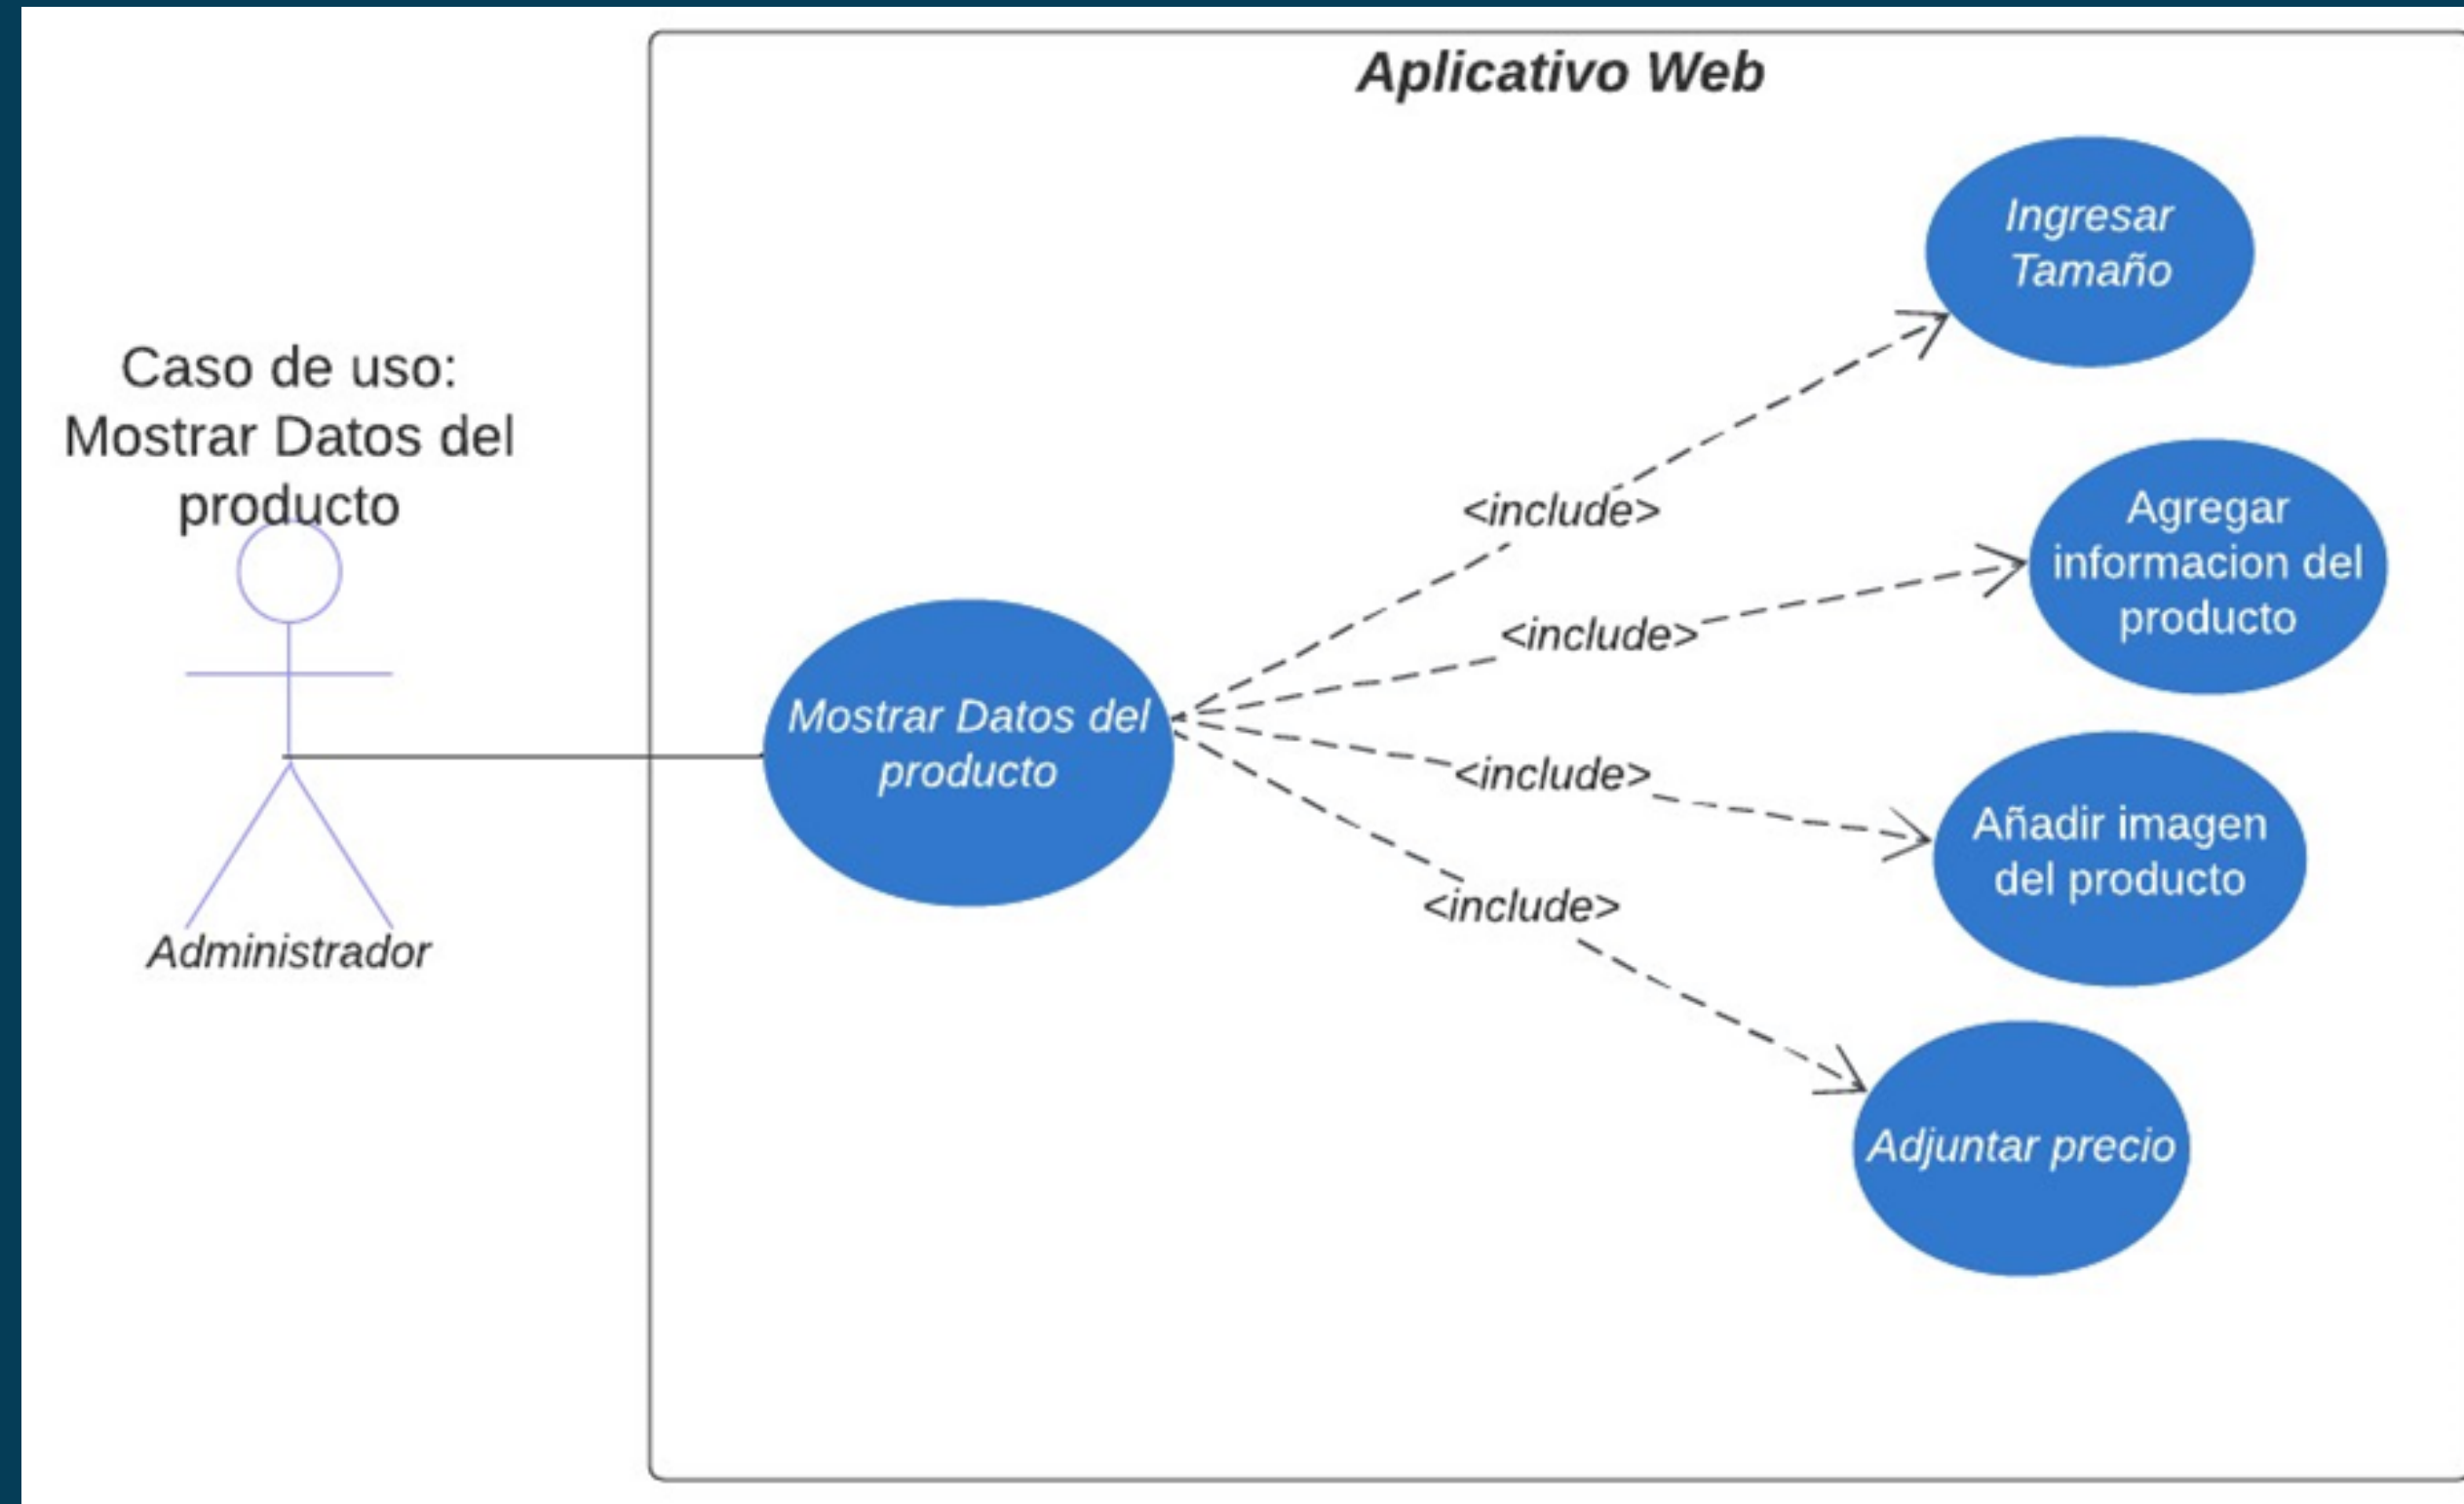 Aplicativo Web
Caso de uso:
Mostrar Datos del
producto
Administrador
Mostrar Datos del
producto
<include>
<include>
<include>
<include>
Ingresar
Tamaño
Agregar
informacion del
producto
Añadir imagen
del producto
Adjuntar precio